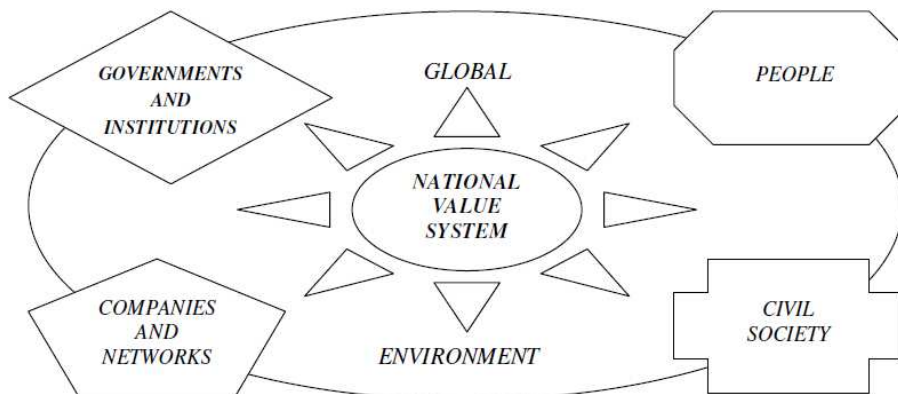 GOVERNMENTS
AND
INSTITUTIONS
GLOBAL
PEOPLE
NATIONAL
VALUE
SYSTEM
COMPANIES
AND
NETWORKS
ENVIRONMENT
CIVIL
SOCIETY